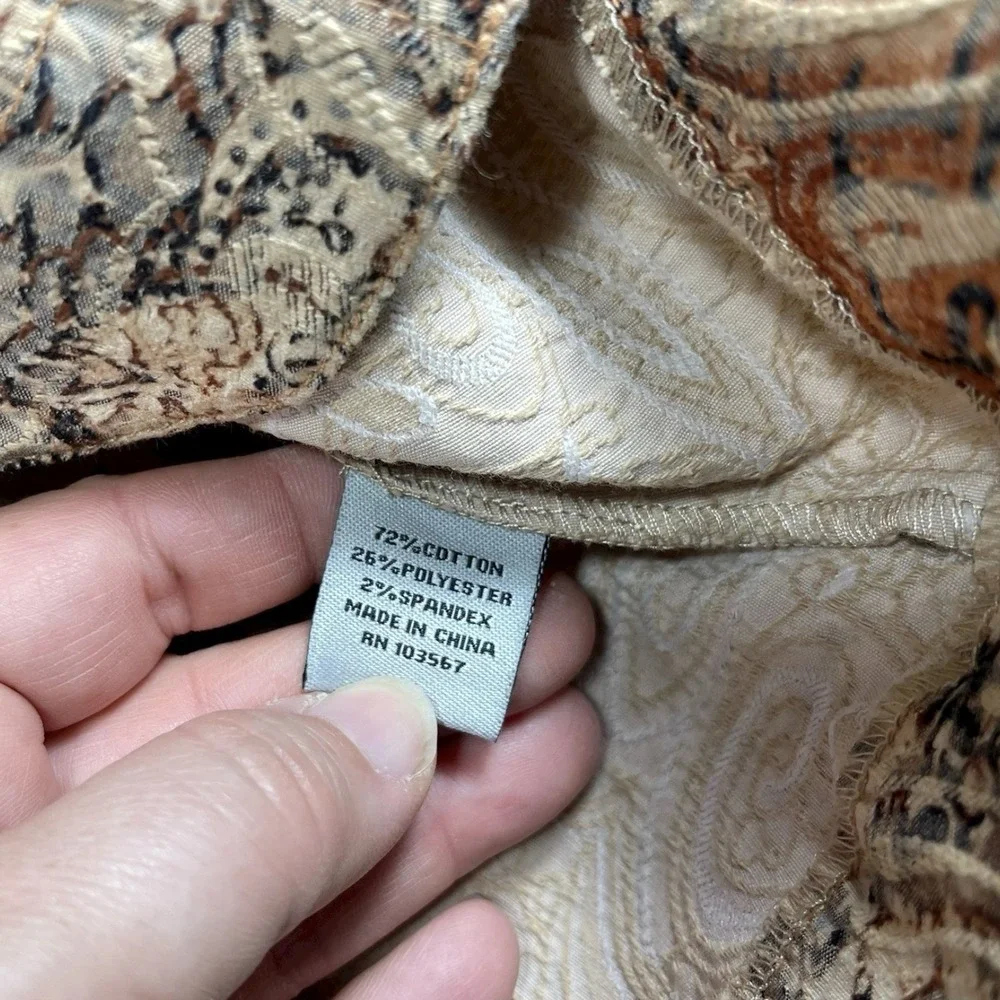 72%COTTON
26%POLYESTER
2%SPANDEX
MADE IN CHINA
RN 103567